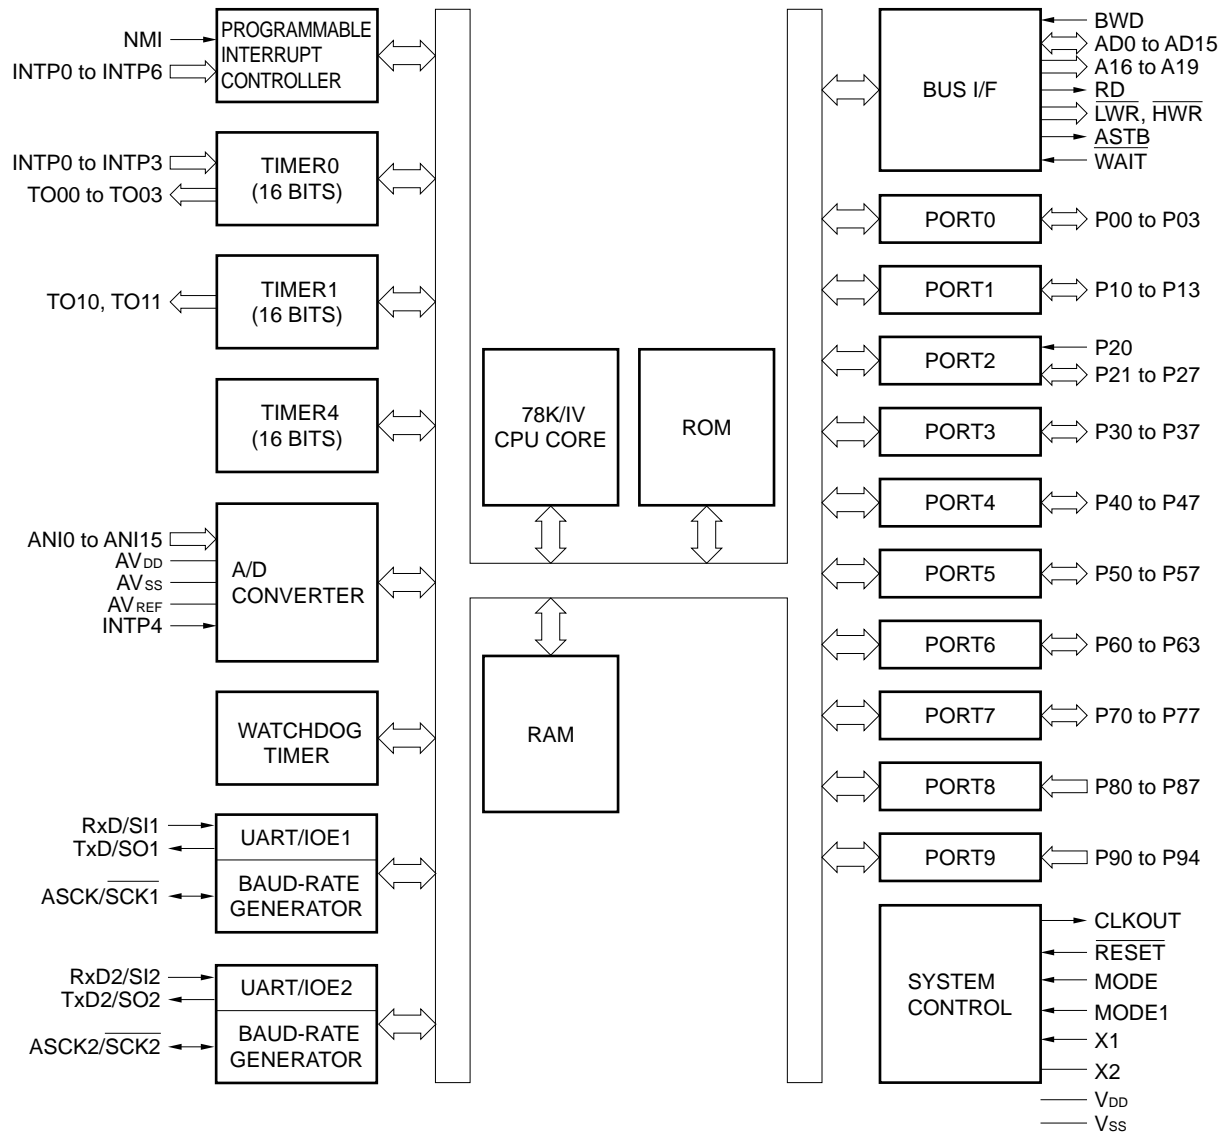 NMI
INTP0 to INTP6
PROGRAMMABLE
INTERRUPT
CONTROLLER
INTP0 to INTP3
TO00 to TO03
TIMER0
(16 BITS)
TO10, TO11
TIMER1
(16 BITS)
TIMER4
(16 BITS)
ANI0 to ANI15
AVDD
AVSS
AVREF
INTP4
A/D
CONVERTER
WATCHDOG
TIMER
RxD/SI1
TxD/SO1
ASCK/SCK1
UART/IOE1
BAUD-RATE
GENERATOR
RxD2/SI2
TxD2/SO2
ASCK2/SCK2
UART/IOE2
BAUD-RATE
GENERATOR
78K/IV
CPU CORE
ROM
RAM
BUS I/F
BWD
AD0 to AD15
A16 to A19
RD
LWR, HWR
ASTB
WAIT
PORT0
P00 to P03
PORT1
P10 to P13
PORT2
P20
P21 to P27
PORT3
P30 to P37
PORT4
P40 to P47
PORT5
P50 to P57
PORT6
P60 to P63
PORT7
P70 to P77
PORT8
P80 to P87
PORT9
P90 to P94
SYSTEM
CONTROL
CLKOUT
RESET
MODE
MODE1
X1
X2
VDD
VSS